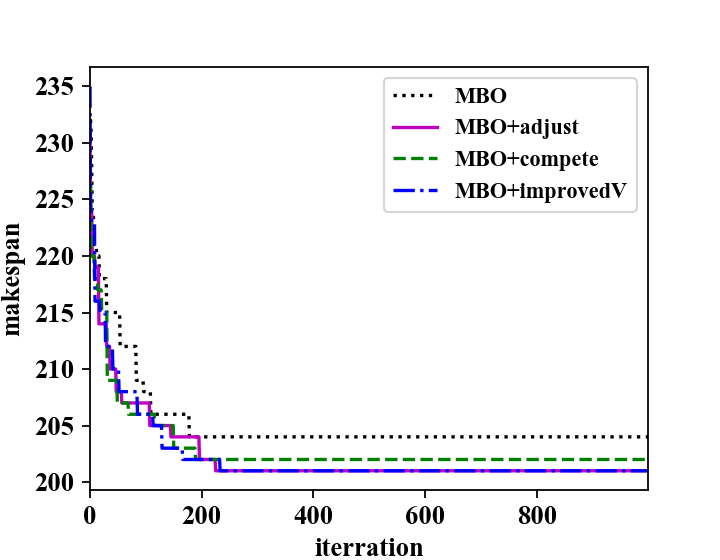 235
230
225
220
215
210
205
200
makespan
MBO
MBO+adjust
MBO+compete
MBO+improvedV
0
200
400
600
800
iterration